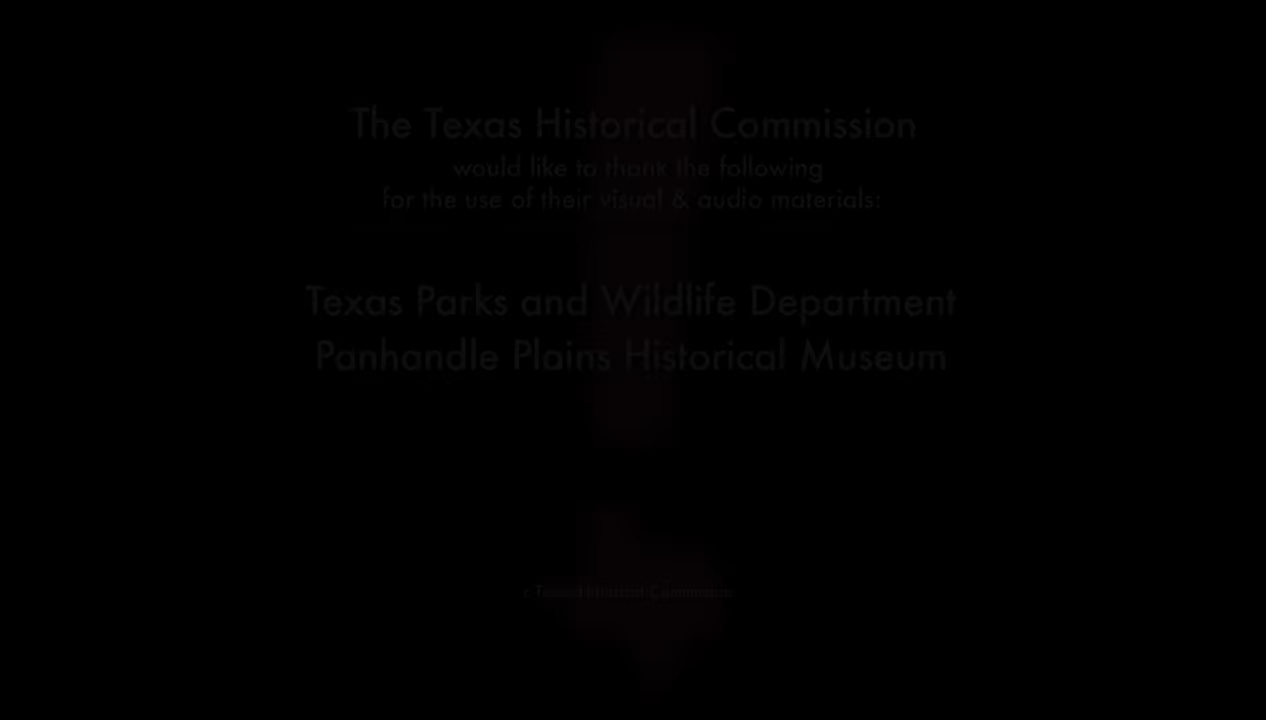 The Texas Historical Commission
would like to thank the following
for the use of their visual & audio materials:
Texas Parks and Wildlife Department
Panhandle Plains Historical Museum